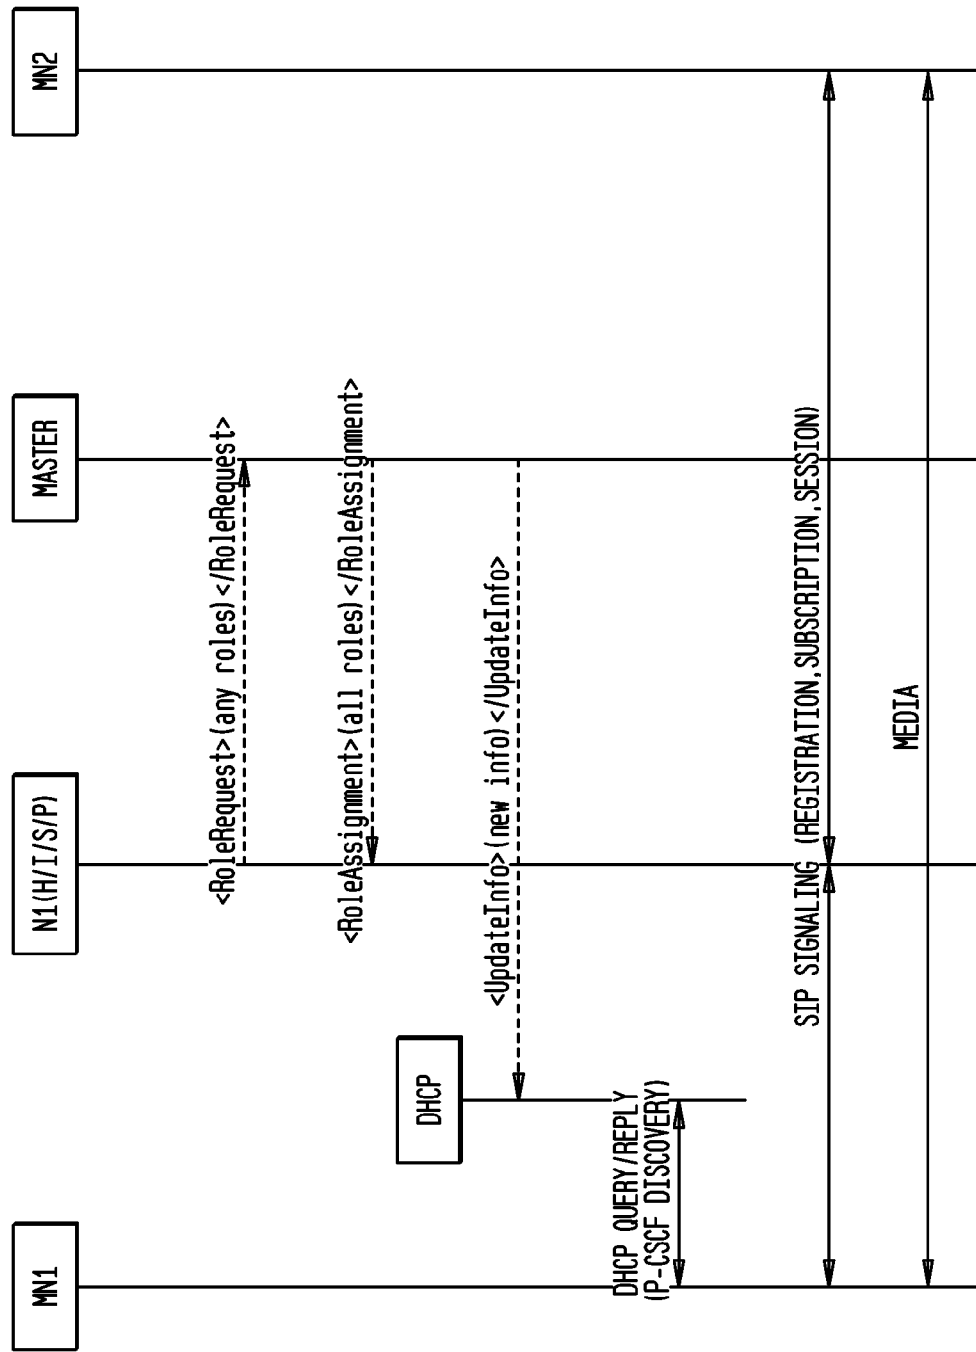 MN1
N1(H/I/S/P)
MASTER
MN2
<RoleRequest>(any roles)</RoleRequest>
<RoleAssignment>(all roles)</RoleAssignment>
DHCP
<UpdateInfo>(new info)</UpdateInfo>
DHCP QUERY/REPLY
(P-CSCF DISCOVERY)
SIP SIGNALING (REGISTRATION,SUBSCRIPTION,SESSION)
MEDIA